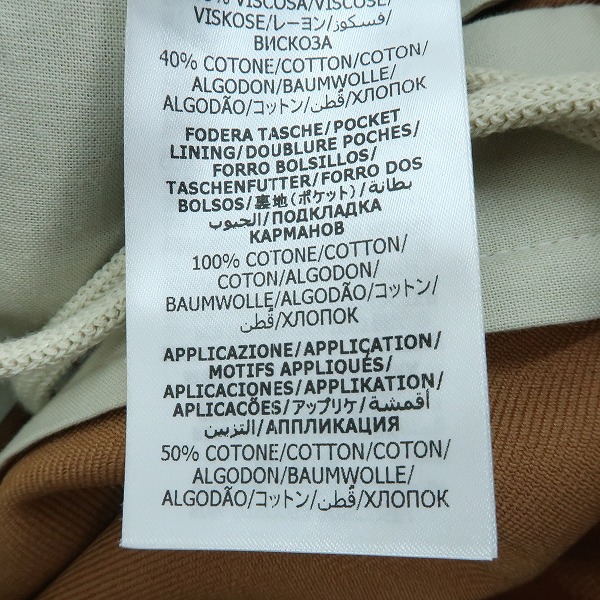 VISCOSA/VISCOSE/
VISKOSE/レーヨン/فسكوز/
ВИСКОЗА
40% COTONE/COTTON/COTON/
ALGODON/BAUMWOLLE/
ALGODÃO/コットン/قطن/ХЛОПОК
FODERA TASCHE/POCKET
LINING/DOUBLURE POCHES/
FORRO BOLSILLOS/
TASCHENFUTTER/FORRO DOS
BOLSOS/裏地(ポケット)/بطانة
الجيوب/ПОДКЛАДКА
КАРМАНОВ
100% COTONE/COTTON/
COTON/ALGODON/
BAUMWOLLE/ALGODÃO/コットン/
قطن/ХЛОПОК
APPLICAZIONE/APPLICATION/
MOTIFS APPLIQUÉS/
APLICACIONES/APPLIKATION/
APLICAÇÕES/アップリケ/أقمشة
التزيين/АППЛИКАЦИЯ
50% COTONE/COTTON/COTON/
ALGODON/BAUMWOLLE/
ALGODÃO/コットン/قطن/ХЛОПОК